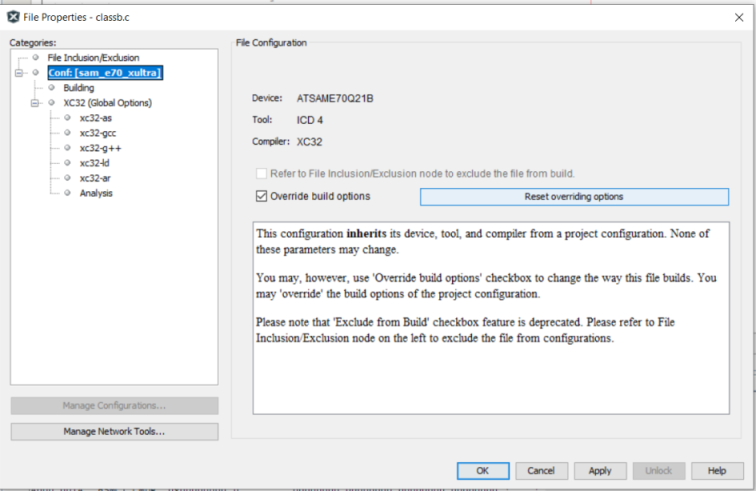 File Properties - classb.c
Categories:
File Inclusion/Exclusion
Conf: [sam_e70_xultra]
Building
XC32 (Global Options)
xc32-as
xc32-gcc
xc32-g++
xc32-ld
xc32-ar
Analysis
Manage Configurations...
Manage Network Tools...
File Configuration
Device: ATSAME70Q21B
Tool: ICD 4
Compiler: XC32
Refer to File Inclusion/Exclusion node to exclude the file from build.
Override build options
Reset overriding options
This configuration inherits its device, tool, and compiler from a project configuration. None of
these parameters may change.
You may, however, use 'Override build options' checkbox to change the way this file builds. You
may 'override' the build options of the project configuration.
Please note that 'Exclude from Build' checkbox feature is deprecated. Please refer to File
Inclusion/Exclusion node on the left to exclude the file from configurations.
OK
Cancel
Apply
Unlock
Help